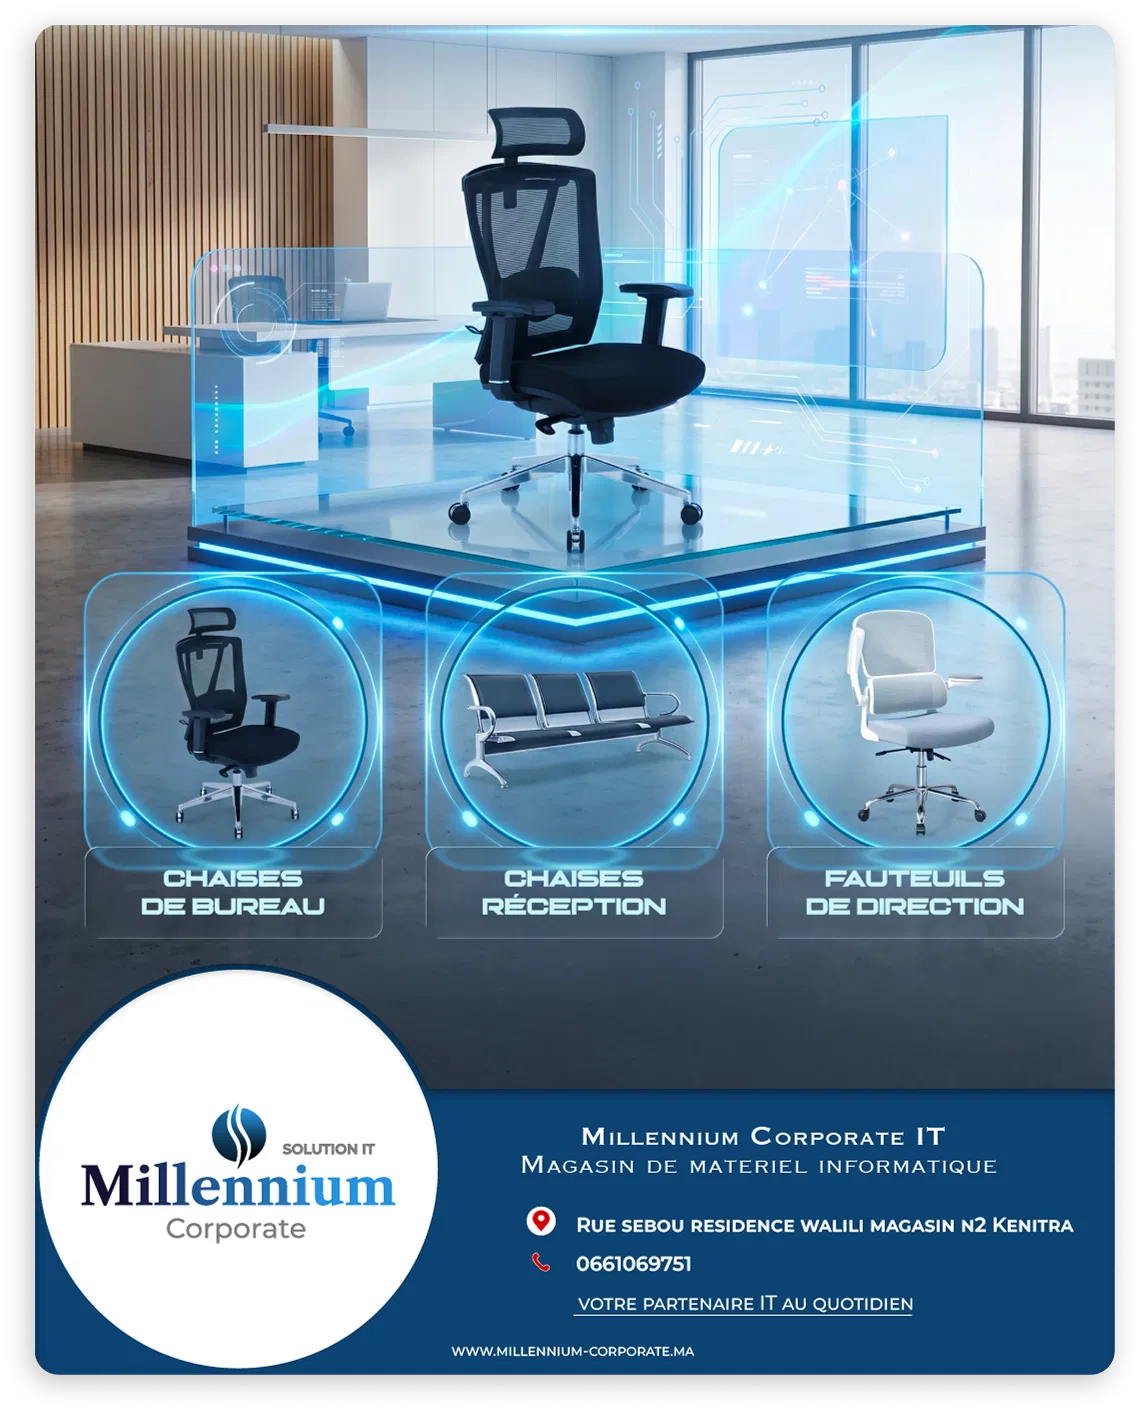 CHAISES
DE BUREAU
CHAISES
RÉCEPTION
FAUTEUILS
DE DIRECTION
SOLUTION IT
Millennium
Corporate
Millennium Corporate IT
Magasin de materiel informatique
Rue sebou residence walili magasin n2 Kenitra
0661069751
votre partenaire IT au quotidien
www.millennium-corporate.ma